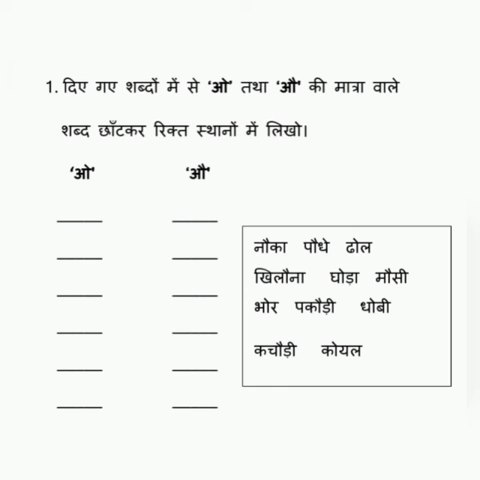 1. दिए गए शब्दों में से 'ओ' तथा 'औ' की मात्रा वाले
शब्द छाँटकर रिक्त स्थानों में लिखो।
'ओ' 'औ'
नौका पौधे ढोल
खिलौना घोड़ा मौसी
भोर पकौड़ी धोबी
कचौड़ी कोयल